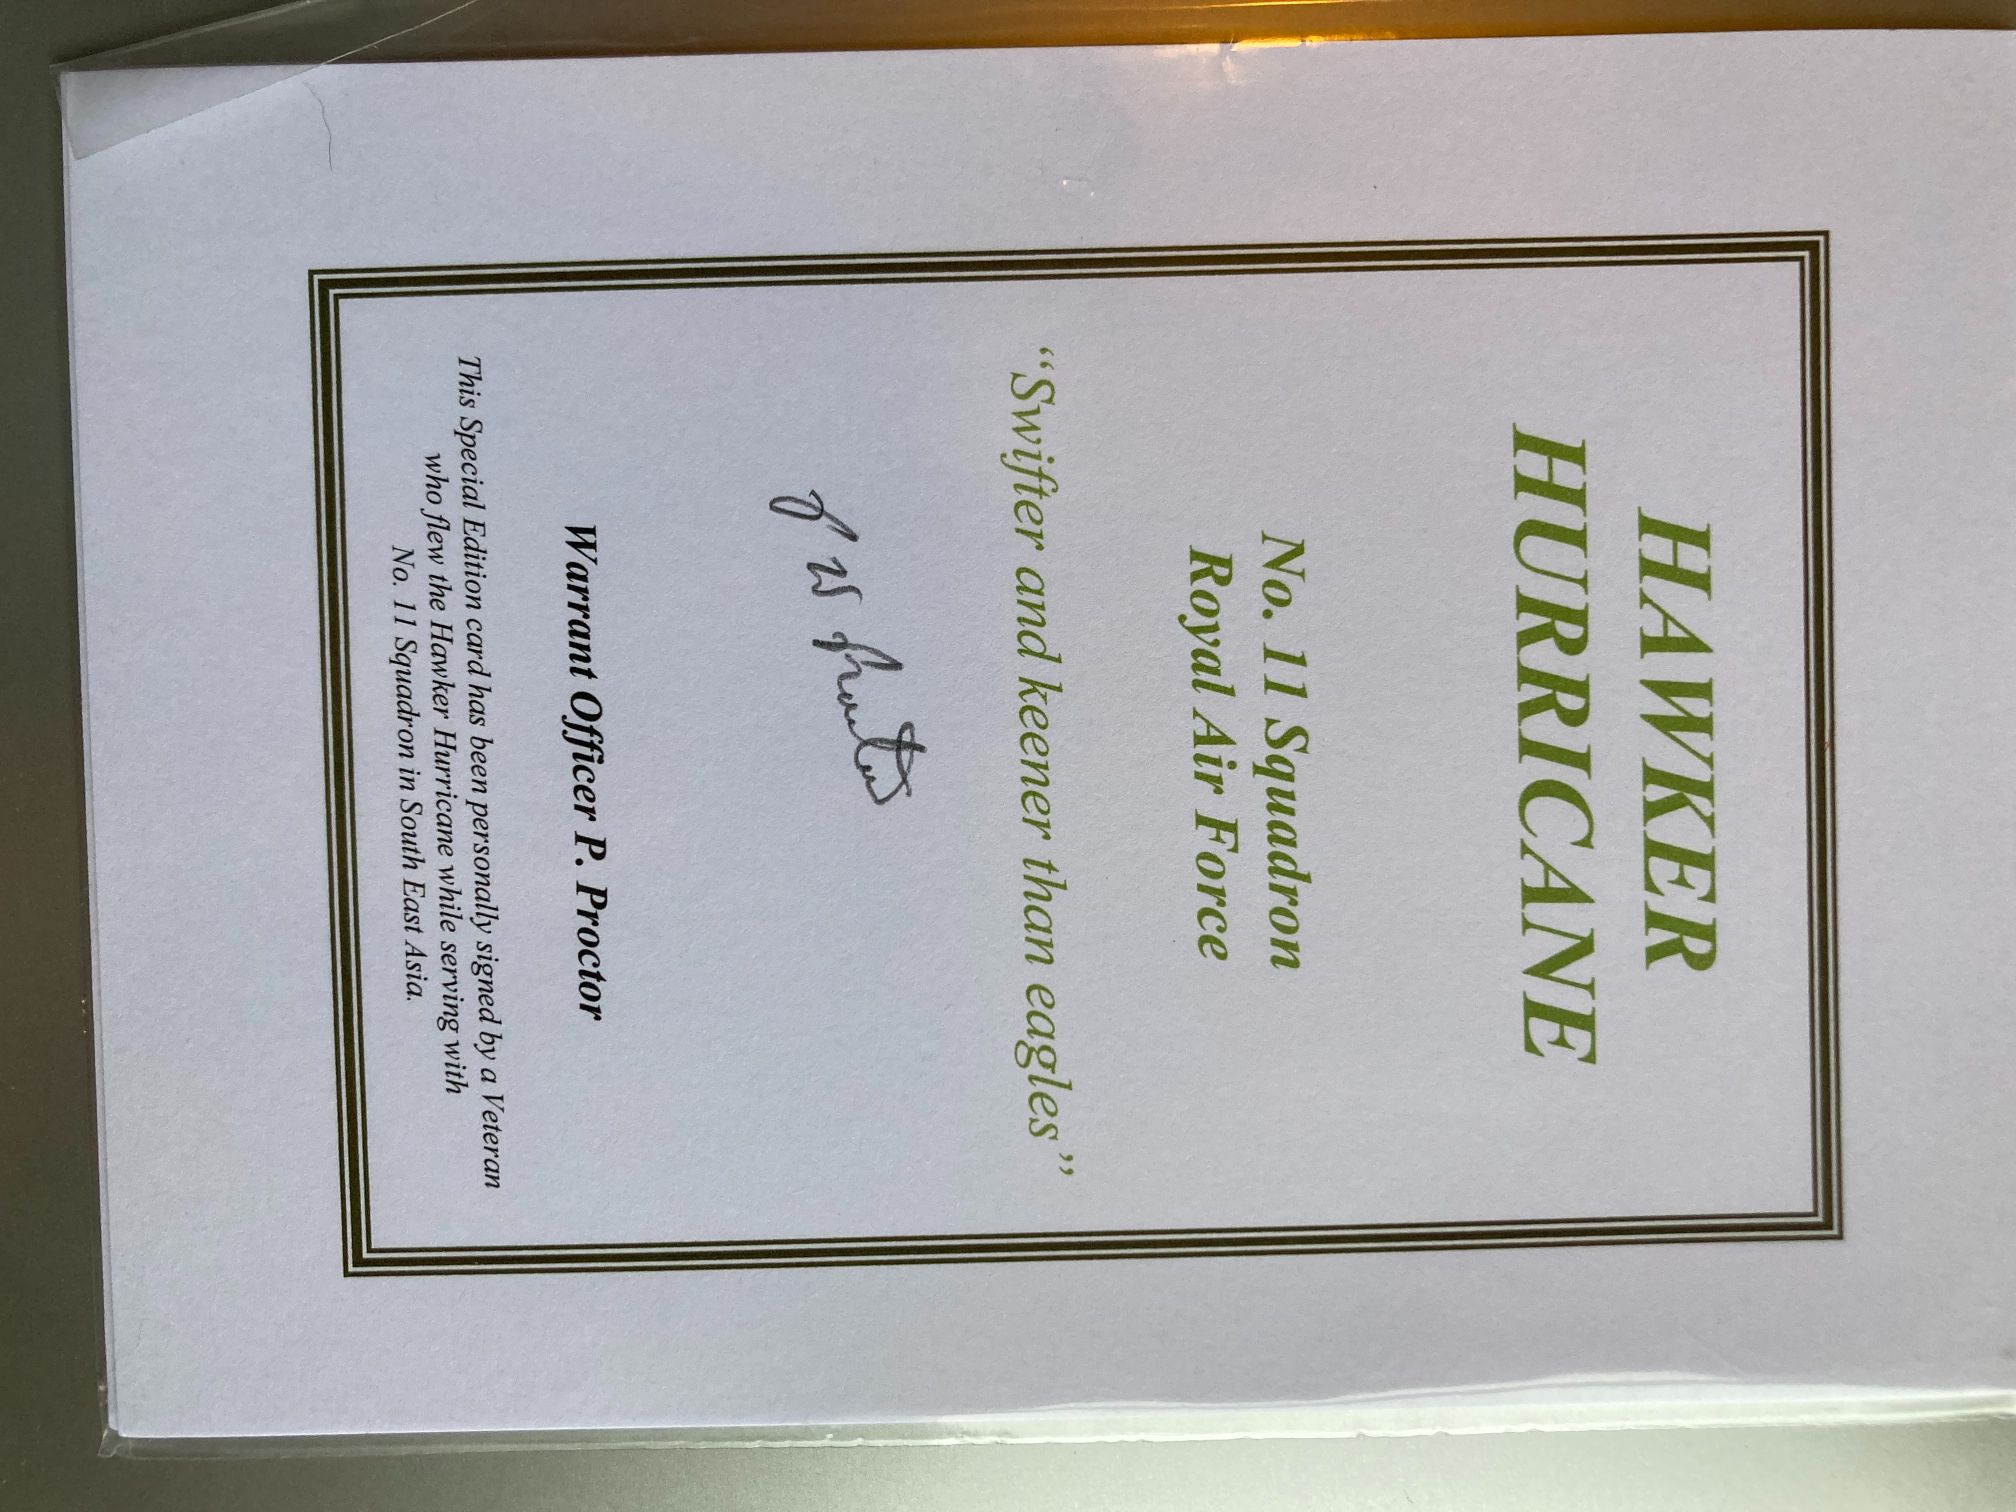 HAWKER
HURRICANE
No. 11 Squadron
Royal Air Force
“Swifter and keener than eagles”
P W Proctor
Warrant Officer P. Proctor
This Special Edition card has been personally signed by a Veteran
who flew the Hawker Hurricane while serving with
No. 11 Squadron in South East Asia.